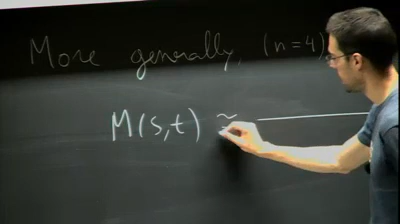 More generally, (n=4),
M(s,t) ≈